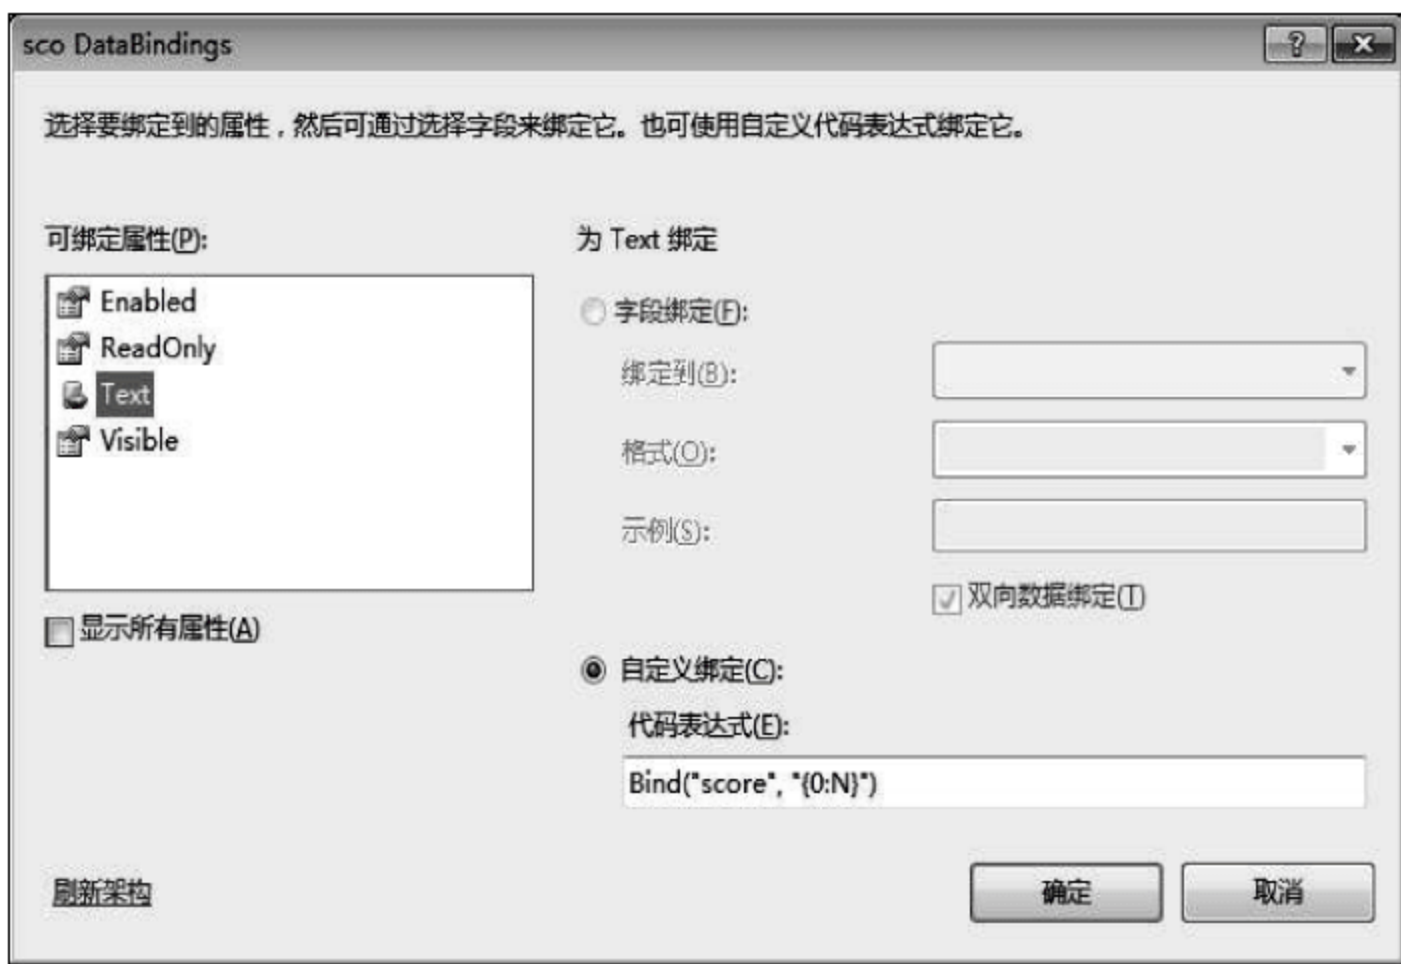 sco DataBindings
选择要绑定到的属性，然后可通过选择字段来绑定它。也可使用自定义代码表达式绑定它。
可绑定属性(P):
Enabled
ReadOnly
Text
Visible
显示所有属性(A)
为 Text 绑定
字段绑定(F):
绑定到(B):
格式(O):
示例(S):
双向数据绑定(T)
自定义绑定(C):
代码表达式(E):
Bind("score", "{0:N}")
刷新架构
确定
取消